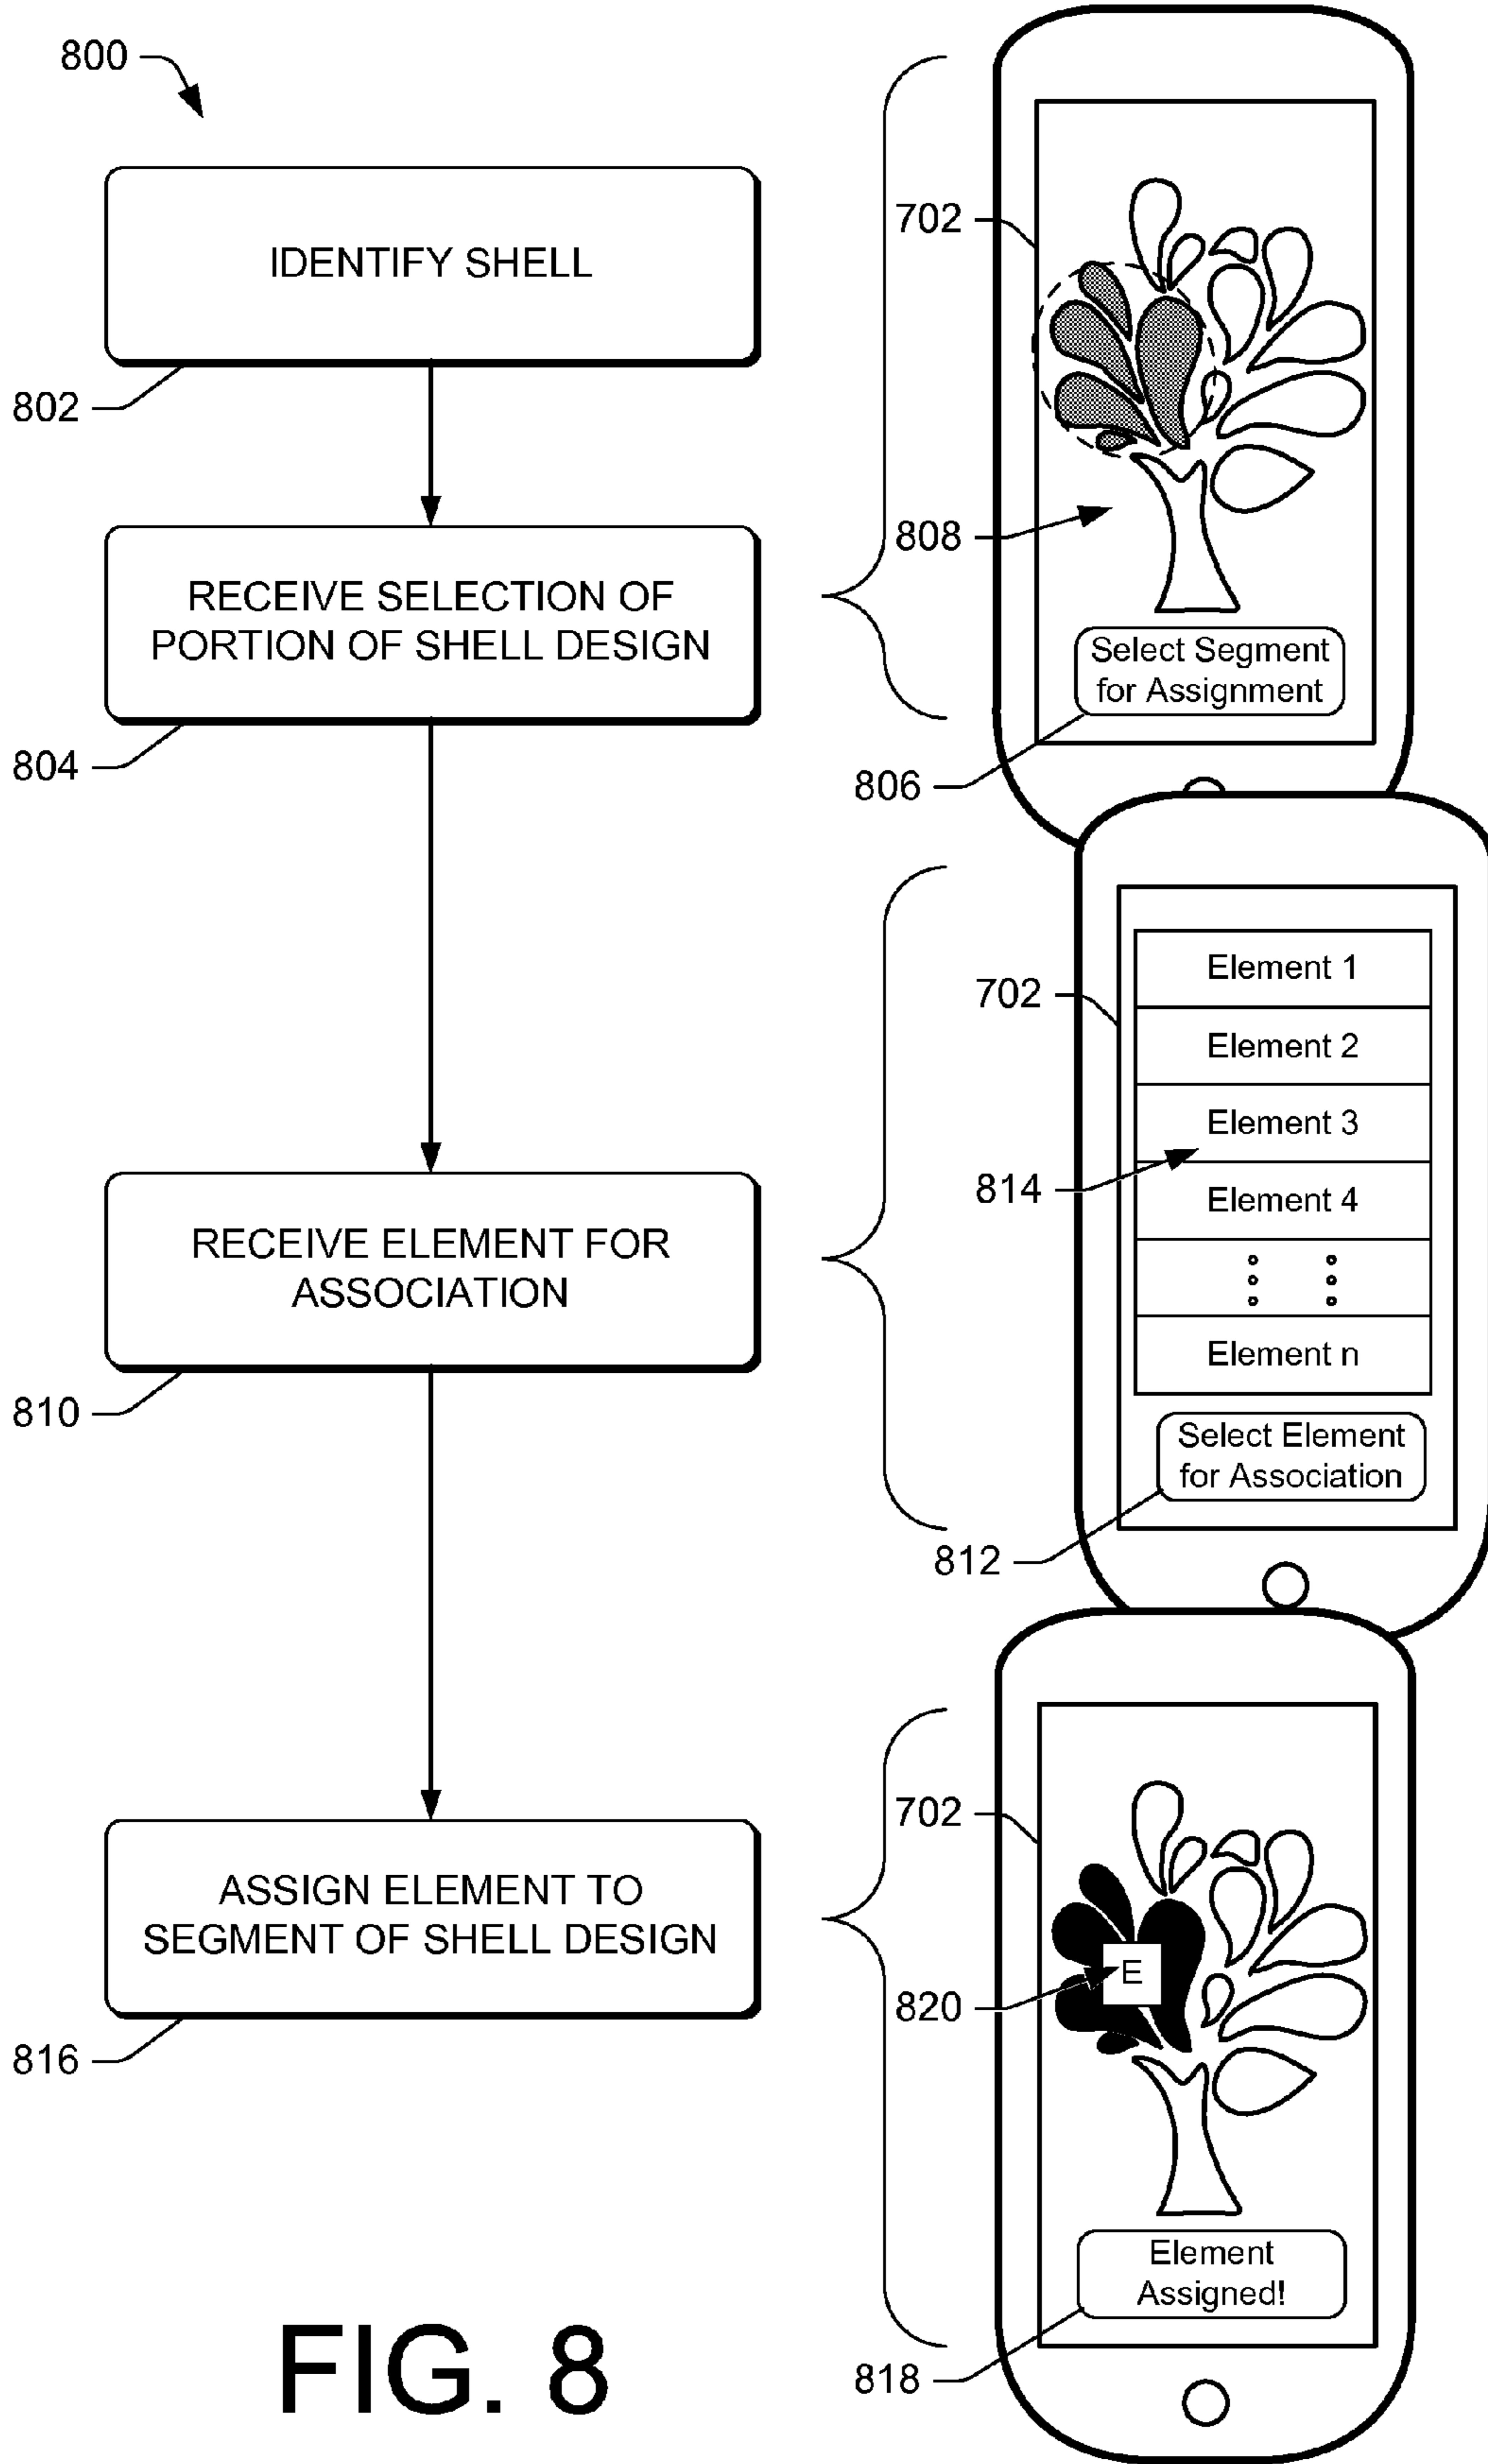 800
IDENTIFY SHELL
802
RECEIVE SELECTION OF
PORTION OF SHELL DESIGN
804
702
808
Select Segment
for Assignment
806
RECEIVE ELEMENT FOR
ASSOCIATION
810
702
Element 1
Element 2
Element 3
814
Element 4
Element n
Select Element
for Association
812
ASSIGN ELEMENT TO
SEGMENT OF SHELL DESIGN
816
702
E
820
Element
Assigned!
818
FIG. 8